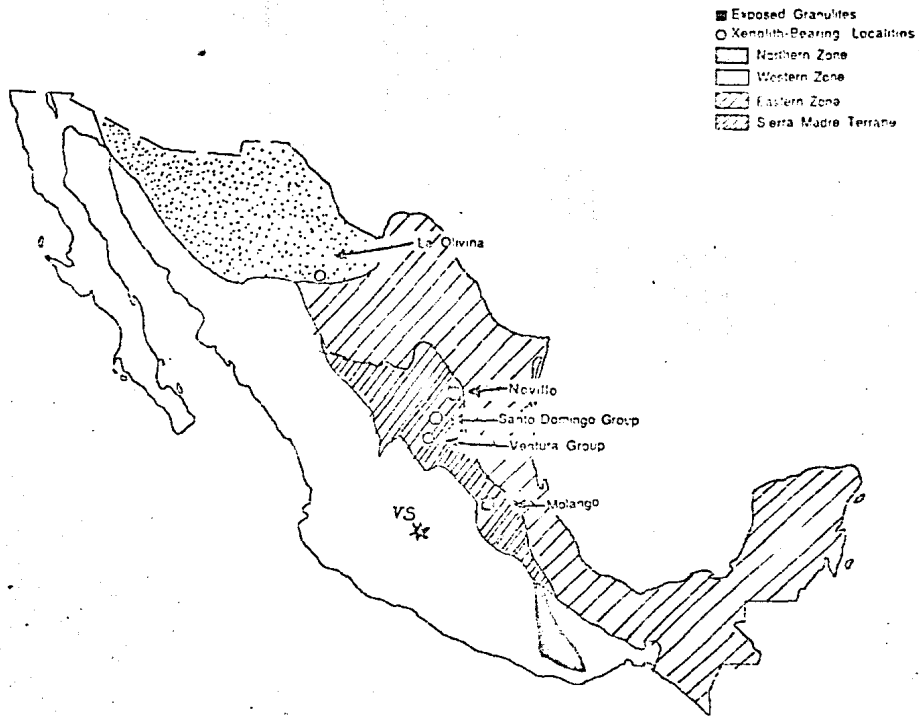 Exposed Granulites
Xenolith-Bearing Localities
Northern Zone
Western Zone
Eastern Zone
Sierra Madre Terrane
La Olivina
Novillo
Santo Domingo Group
Ventura Group
Molango
VS